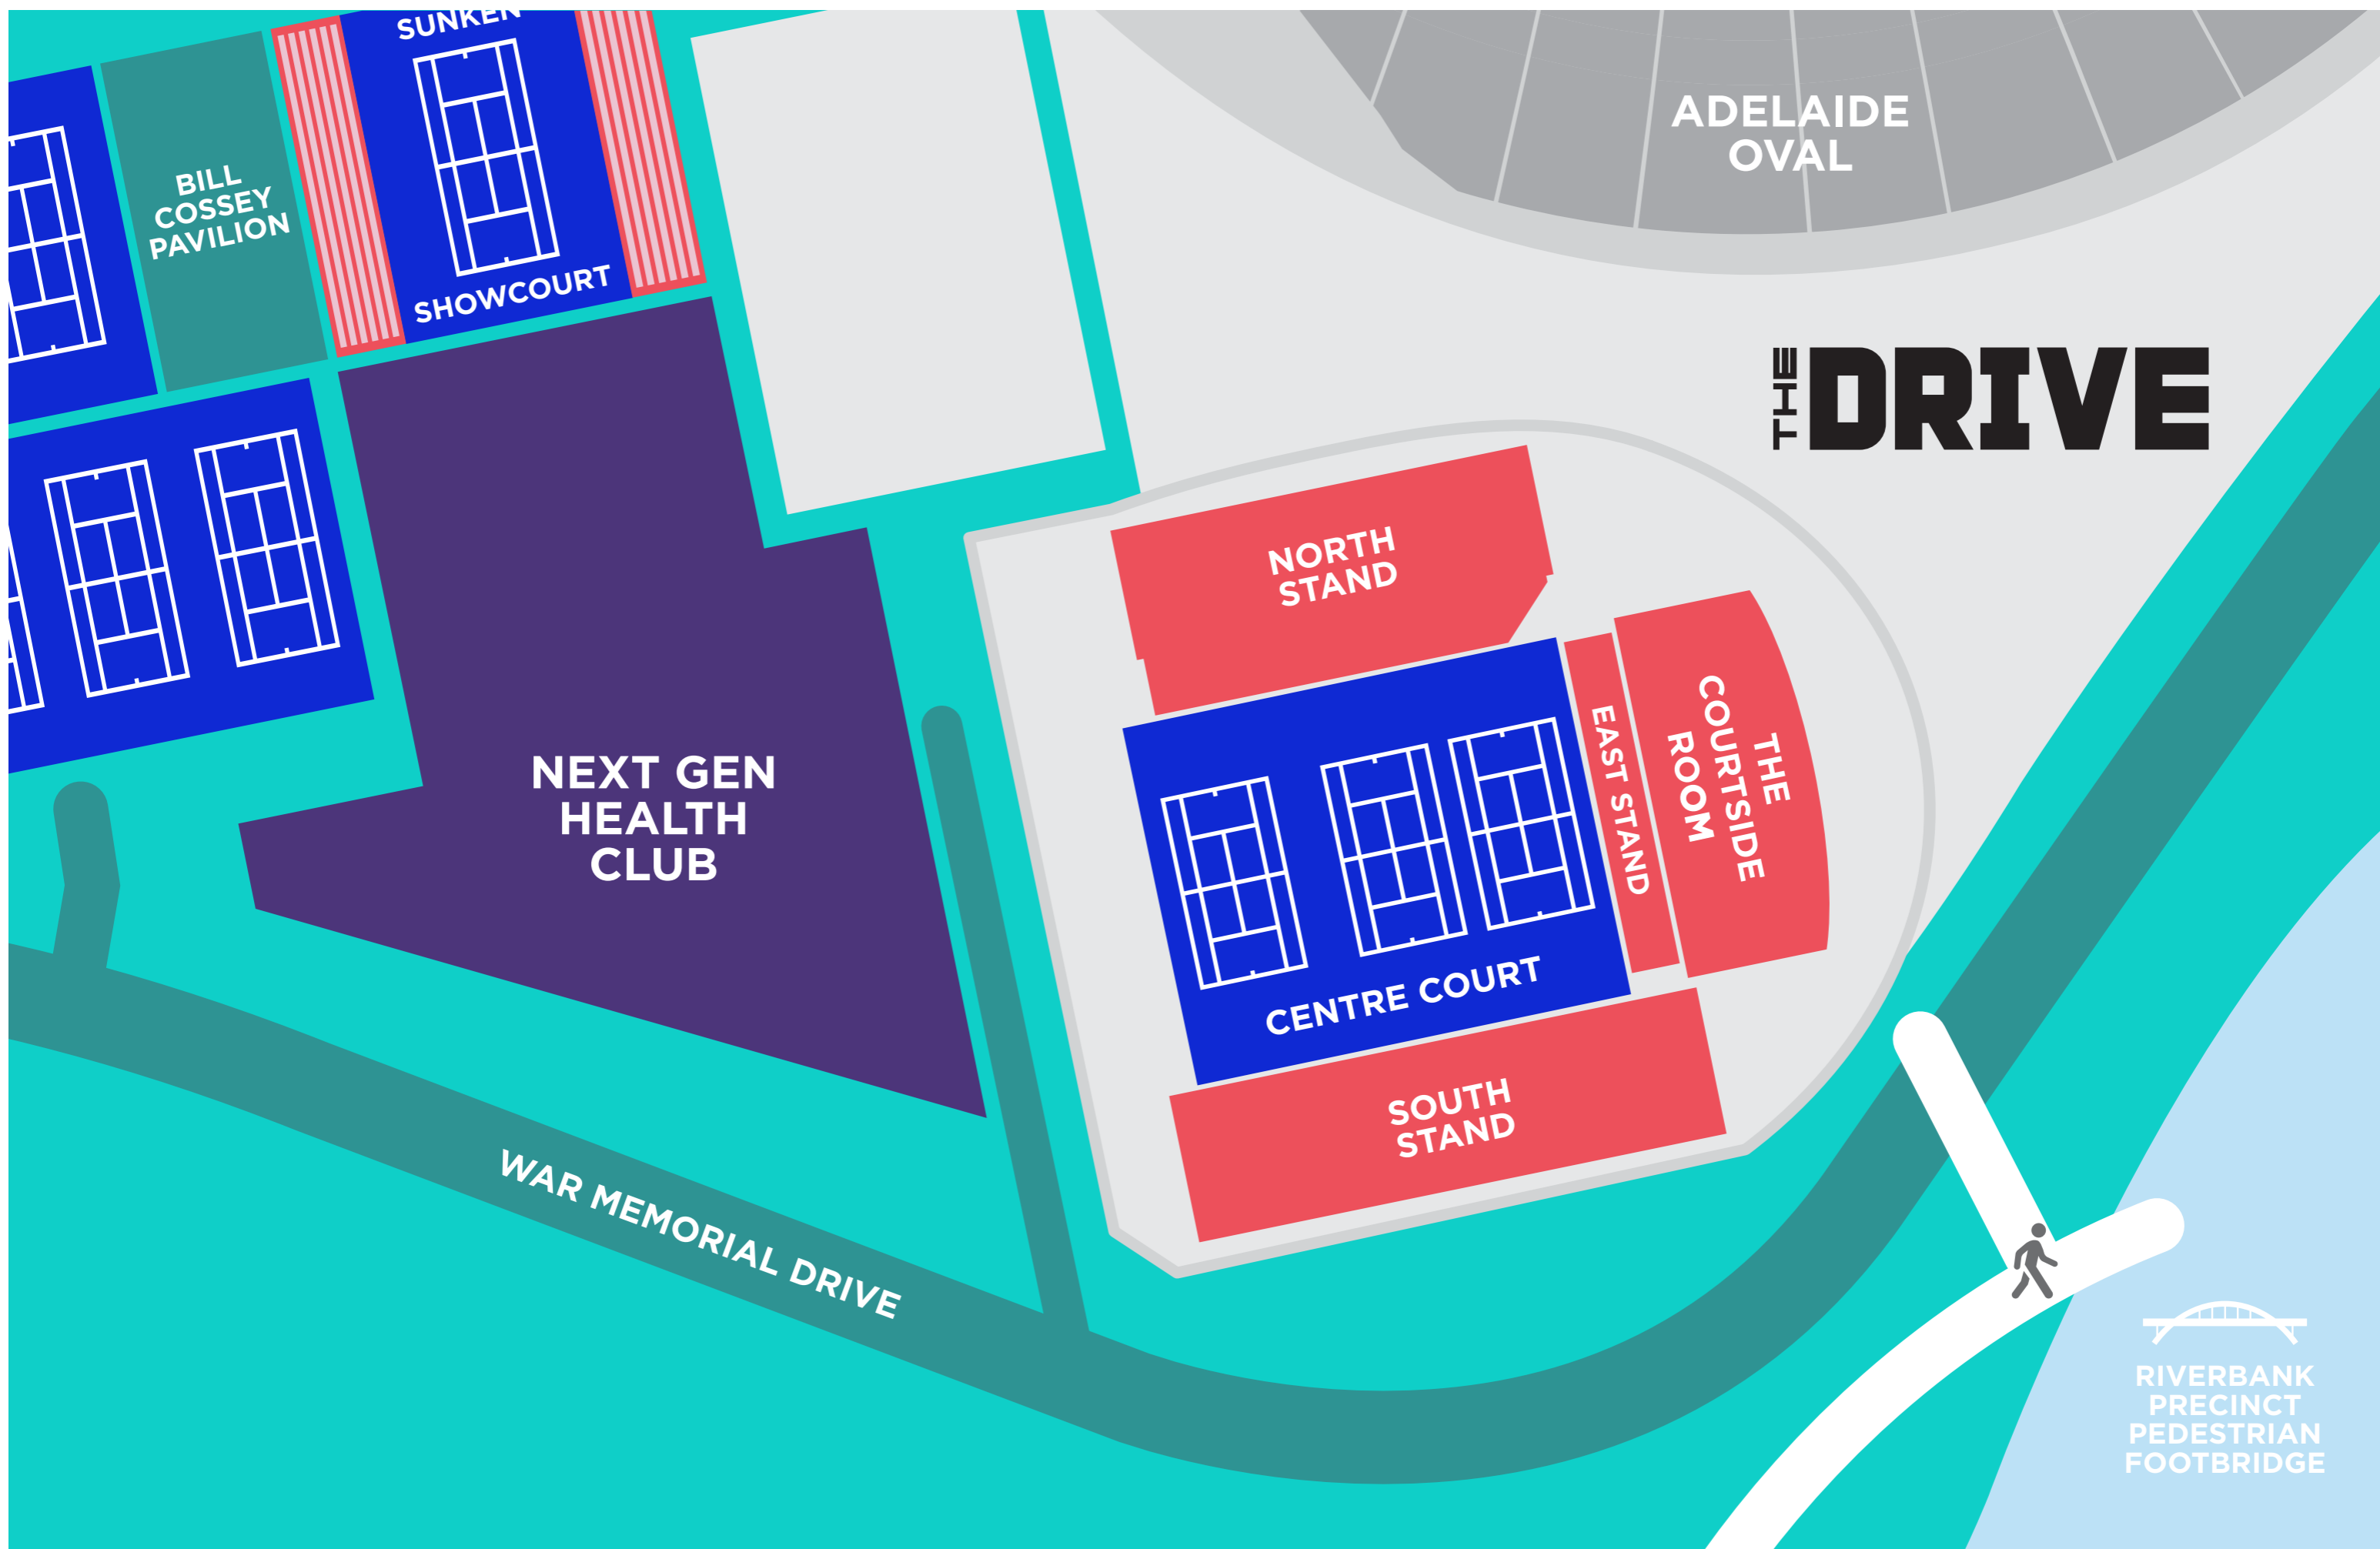 SUNKEN
SHOWCOURT
BILL
COSSEY
PAVILION
ADELAIDE
OVAL
THE DRIVE
NORTH
STAND
EAST STAND
THE
COURTSIDE
ROOM
NEXT GEN
HEALTH
CLUB
CENTRE COURT
SOUTH
STAND
WAR MEMORIAL DRIVE
RIVERBANK
PRECINCT
PEDESTRIAN
FOOTBRIDGE